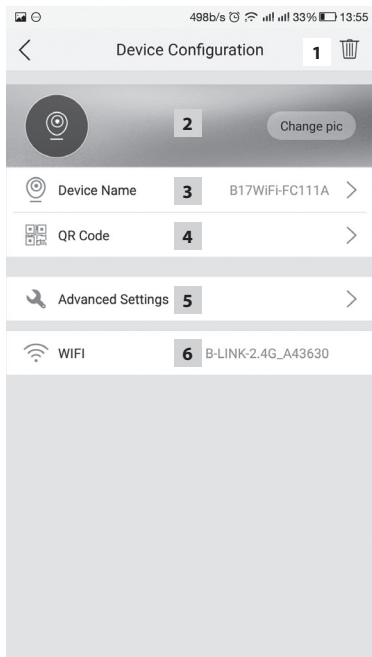 498b/s 33% 13:55
Device Configuration 1
2 Change pic
Device Name 3 B17WiFi-FC111A
QR Code 4
Advanced Settings 5
WIFI 6 B-LINK-2.4G_A43630